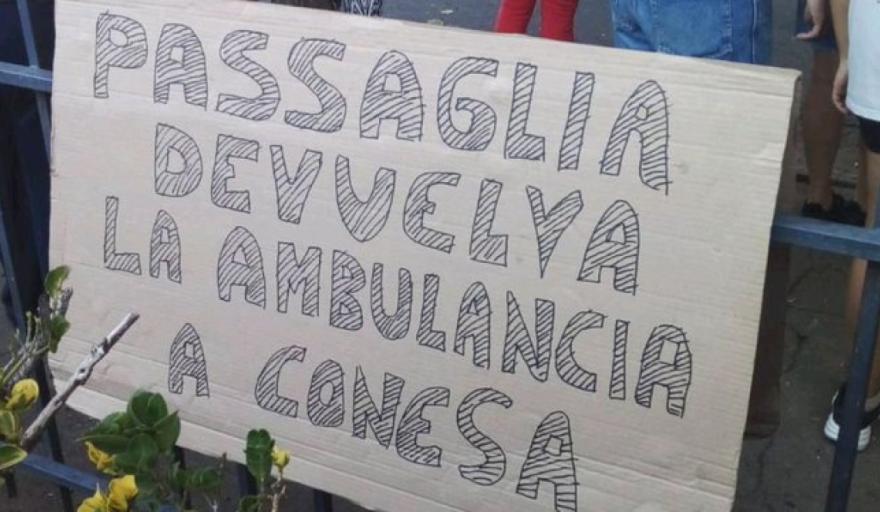 PASSAGLIA
DEVUELVA
LA AMBULANCIA
A CONESA